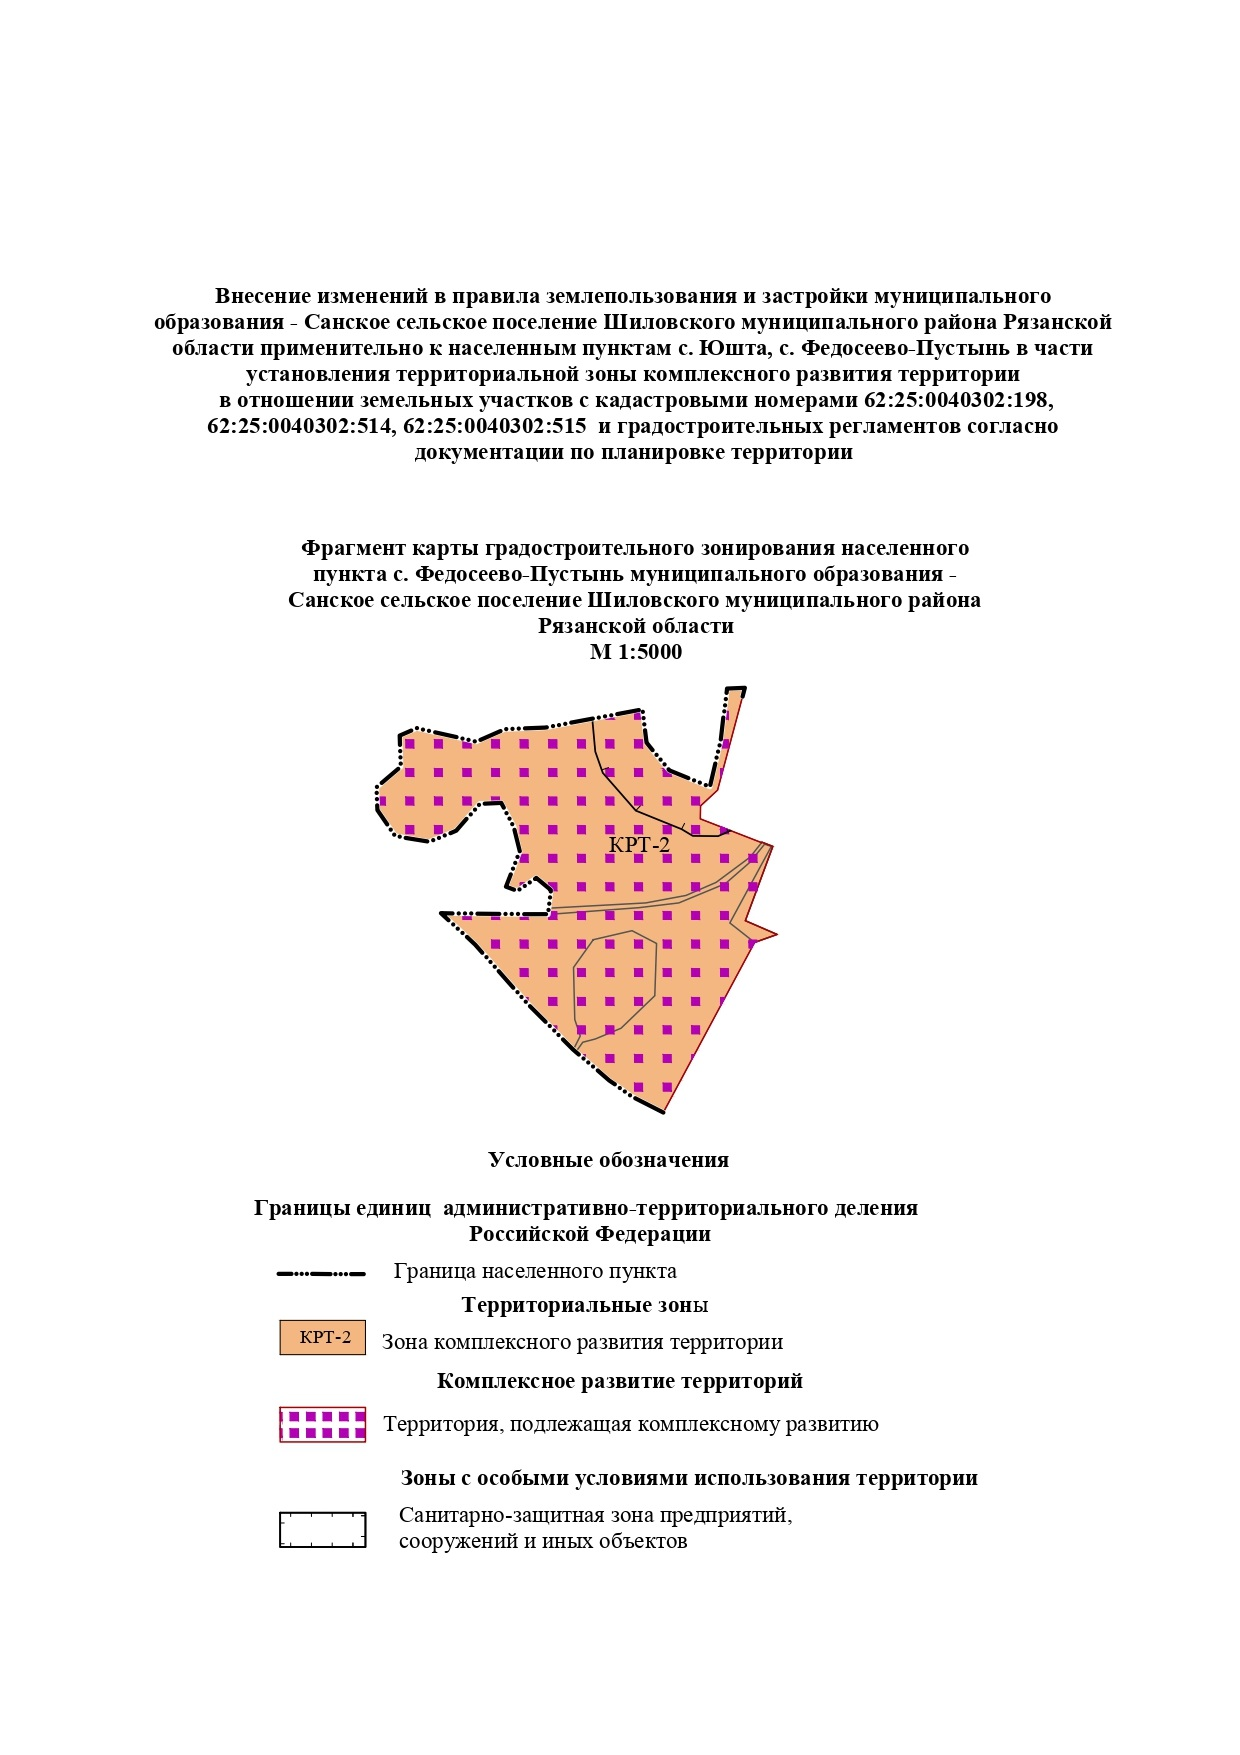 Внесение изменений в правила землепользования и застройки муниципального
образования - Санское сельское поселение Шиловского муниципального района Рязанской
области применительно к населенным пунктам с. Юшта, с. Федосеево-Пустынь в части
установления территориальной зоны комплексного развития территории
в отношении земельных участков с кадастровыми номерами 62:25:0040302:198,
62:25:0040302:514, 62:25:0040302:515 и градостроительных регламентов согласно
документации по планировке территории
Фрагмент карты градостроительного зонирования населенного
пункта с. Федосеево-Пустынь муниципального образования -
Санское сельское поселение Шиловского муниципального района
Рязанской области
М 1:5000
КРТ-2
Условные обозначения
Границы единиц административно-территориального деления
Российской Федерации
Граница населенного пункта
Территориальные зоны
КРТ-2
Зона комплексного развития территории
Комплексное развитие территорий
Территория, подлежащая комплексному развитию
Зоны с особыми условиями использования территории
Санитарно-защитная зона предприятий,
сооружений и иных объектов